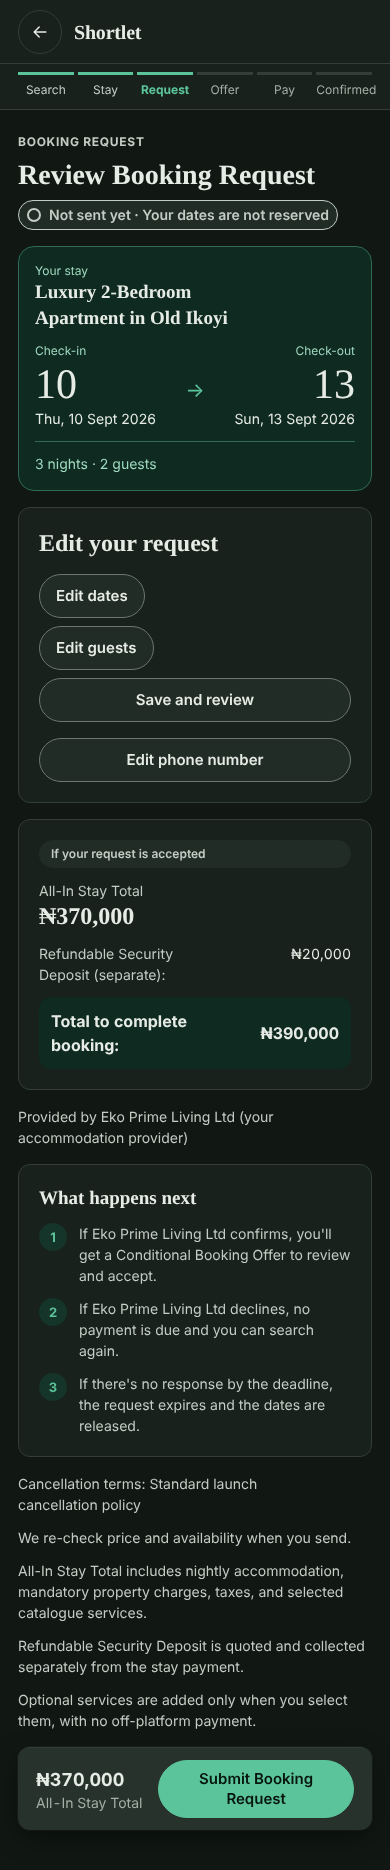 ← Shortlet
Search Stay Request Offer Pay Confirmed
BOOKING REQUEST
Review Booking Request
Not sent yet · Your dates are not reserved
Your stay
Luxury 2-Bedroom
Apartment in Old Ikoyi
Check-in Check-out
10 → 13
Thu, 10 Sept 2026 Sun, 13 Sept 2026
3 nights · 2 guests
Edit your request
Edit dates
Edit guests
Save and review
Edit phone number
If your request is accepted
All-In Stay Total
₦370,000
Refundable Security ₦20,000
Deposit (separate):
Total to complete
booking: ₦390,000
Provided by Eko Prime Living Ltd (your
accommodation provider)
What happens next
1 If Eko Prime Living Ltd confirms, you'll
get a Conditional Booking Offer to review
and accept.
2 If Eko Prime Living Ltd declines, no
payment is due and you can search
again.
3 If there's no response by the deadline,
the request expires and the dates are
released.
Cancellation terms: Standard launch
cancellation policy
We re-check price and availability when you send.
All-In Stay Total includes nightly accommodation,
mandatory property charges, taxes, and selected
catalogue services.
Refundable Security Deposit is quoted and collected
separately from the stay payment.
Optional services are added only when you select
them, with no off-platform payment.
₦370,000
All-In Stay Total
Submit Booking
Request